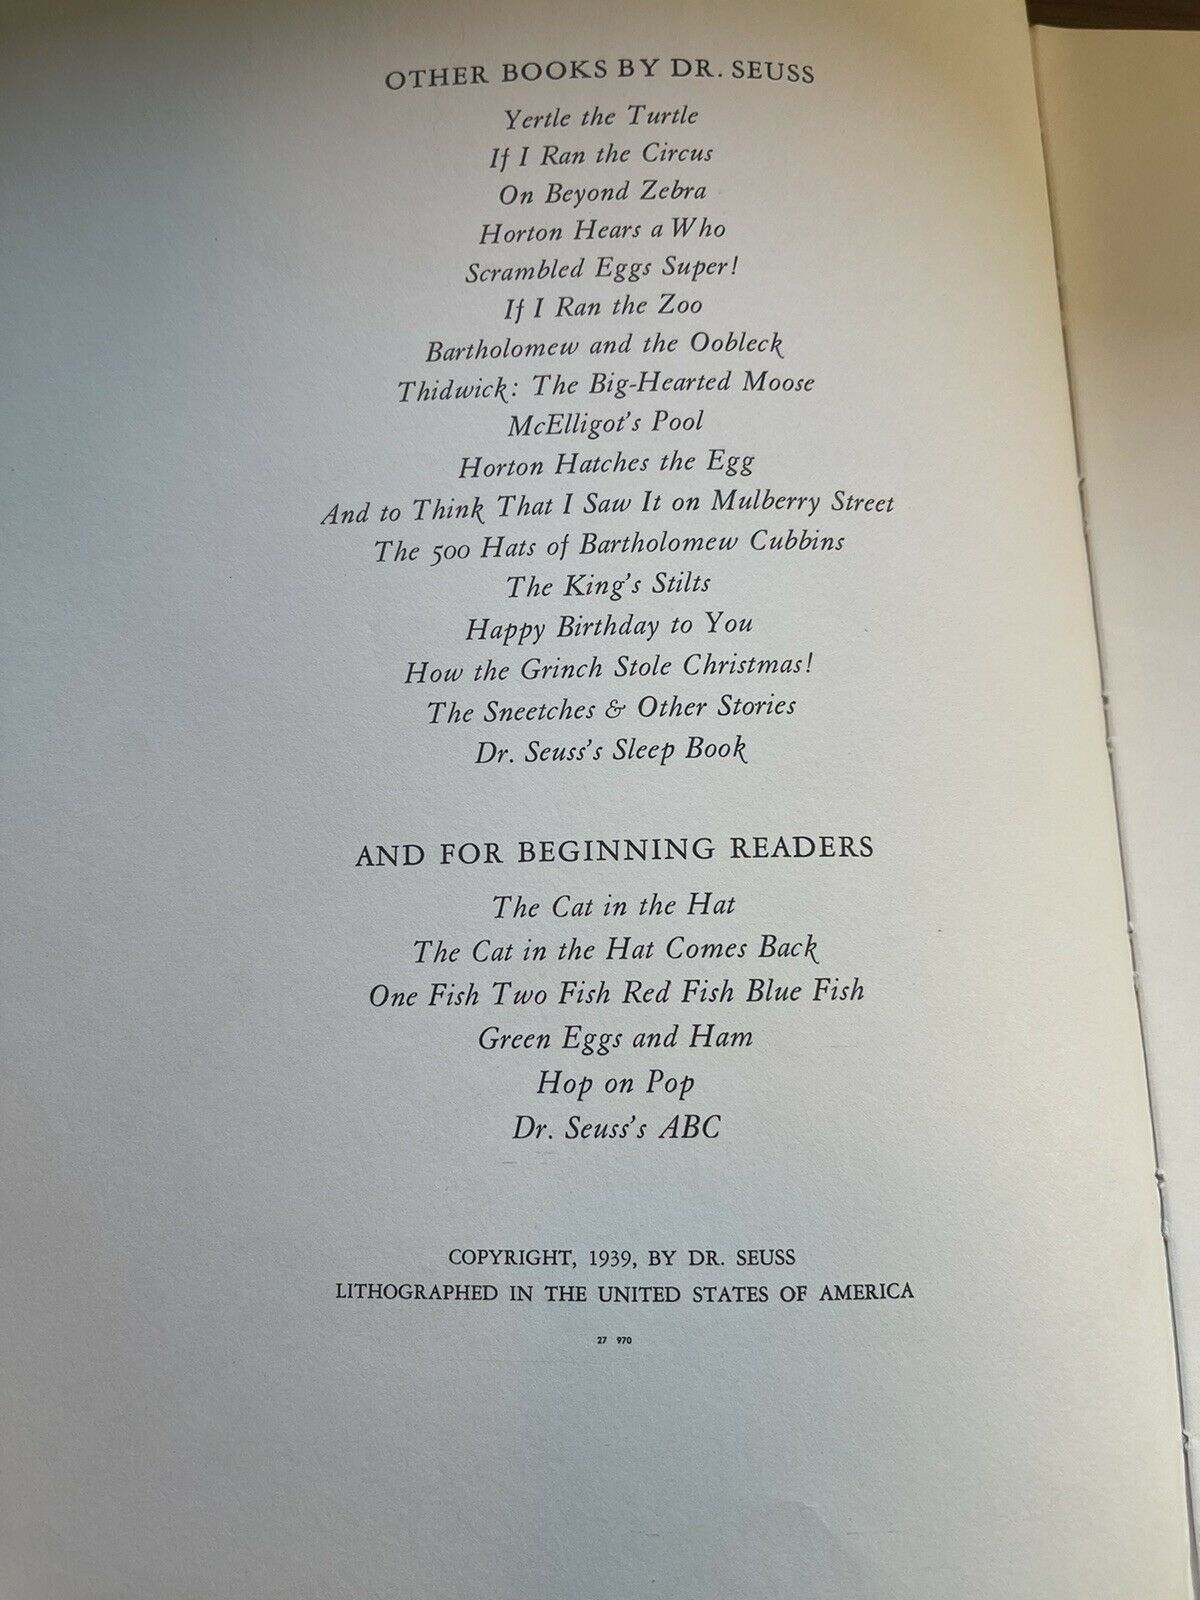 OTHER BOOKS BY DR. SEUSS
Yertle the Turtle
If I Ran the Circus
On Beyond Zebra
Horton Hears a Who
Scrambled Eggs Super!
If I Ran the Zoo
Bartholomew and the Oobleck
Thidwick: The Big-Hearted Moose
McElligot's Pool
Horton Hatches the Egg
And to Think That I Saw It on Mulberry Street
The 500 Hats of Bartholomew Cubbins
The King's Stilts
Happy Birthday to You
How the Grinch Stole Christmas!
The Sneetches & Other Stories
Dr. Seuss's Sleep Book
AND FOR BEGINNING READERS
The Cat in the Hat
The Cat in the Hat Comes Back
One Fish Two Fish Red Fish Blue Fish
Green Eggs and Ham
Hop on Pop
Dr. Seuss's ABC
COPYRIGHT, 1939, BY DR. SEUSS
LITHOGRAPHED IN THE UNITED STATES OF AMERICA
27 970